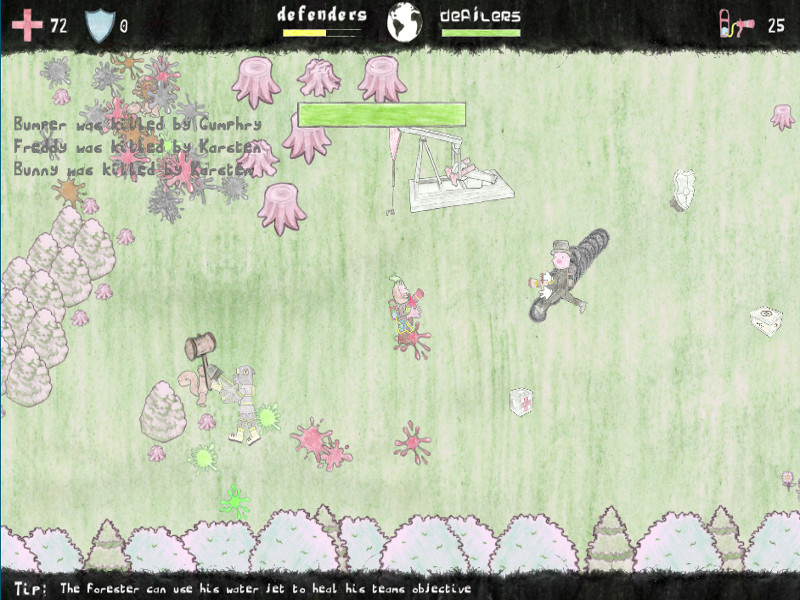 72 0 defenders defilers 25
Bumper was killed by Gumphry
Freddy was killed by Karsten
Bunny was killed by Karsten
Tip: The Forester can use his water jet to heal his teams objective